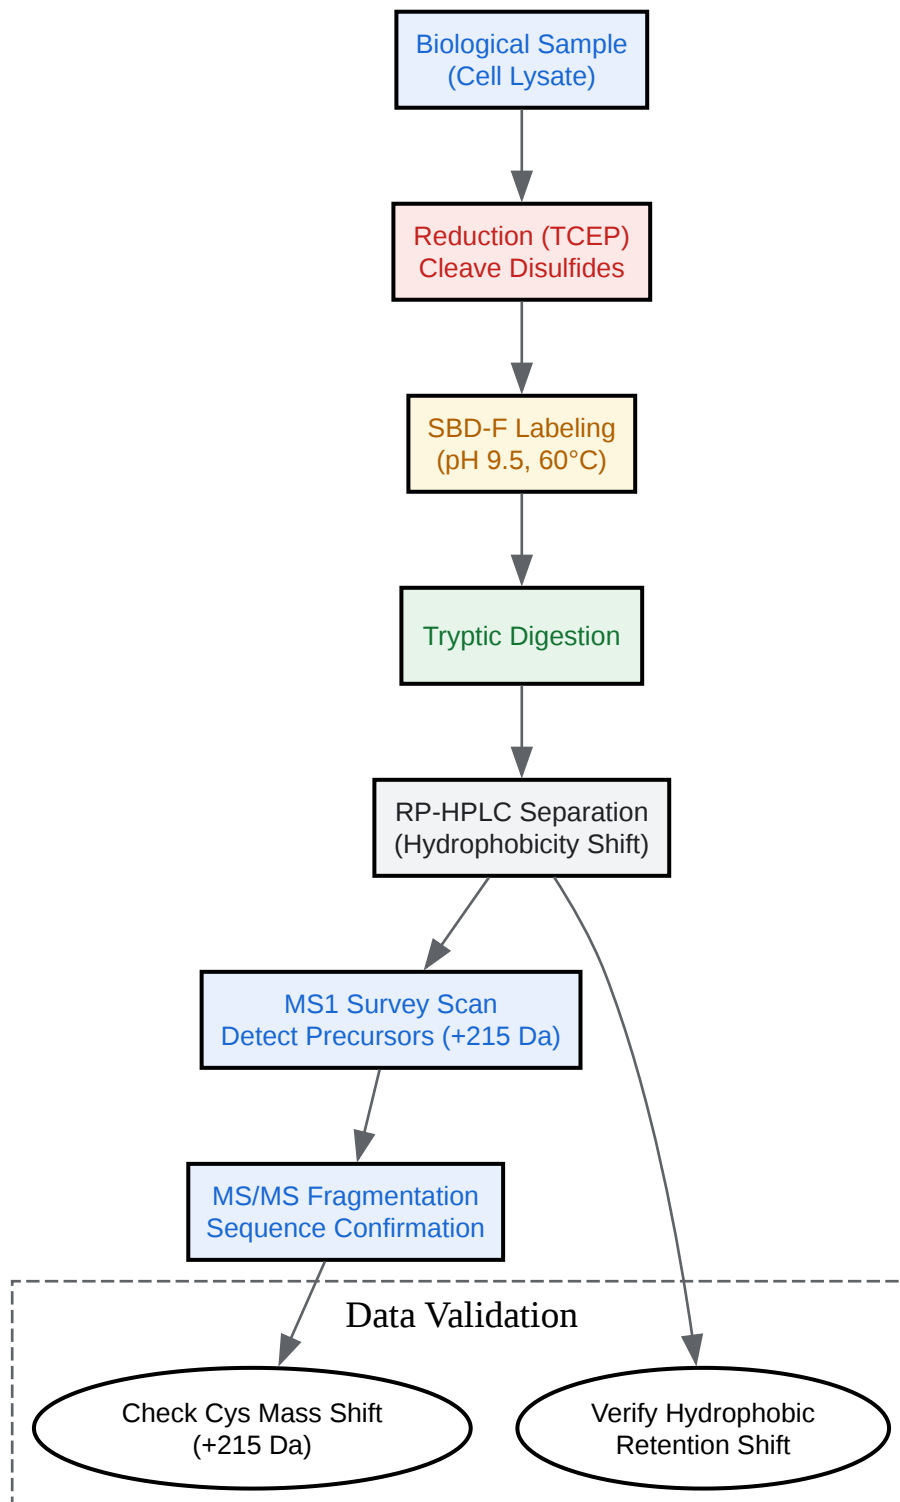 Biological Sample
(Cell Lysate)
Reduction (TCEP)
Cleave Disulfides
SBD-F Labeling
(pH 9.5, 60°C)
Tryptic Digestion
RP-HPLC Separation
(Hydrophobicity Shift)
MS1 Survey Scan
Detect Precursors (+215 Da)
MS/MS Fragmentation
Sequence Confirmation
Data Validation
Check Cys Mass Shift
(+215 Da)
Verify Hydrophobic
Retention Shift